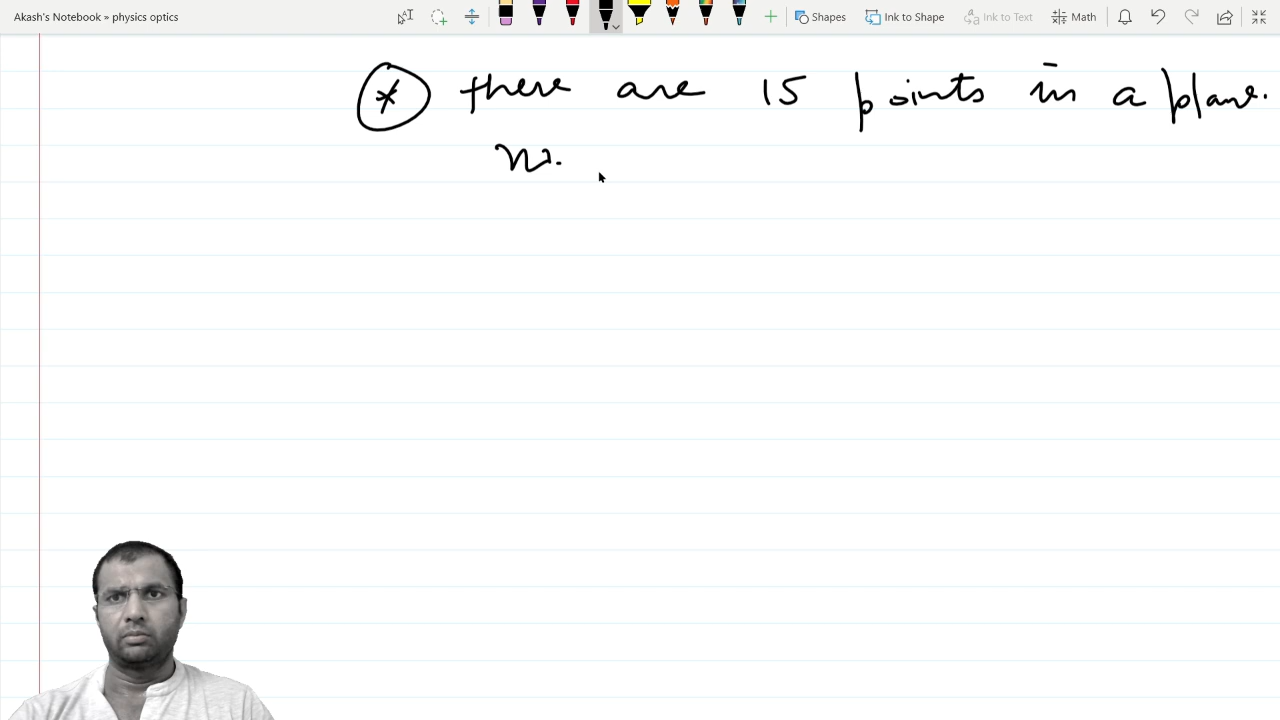 Akash's Notebook » physics optics
Shapes Ink to Shape Ink to Text Math
* there are 15 points in a plane.